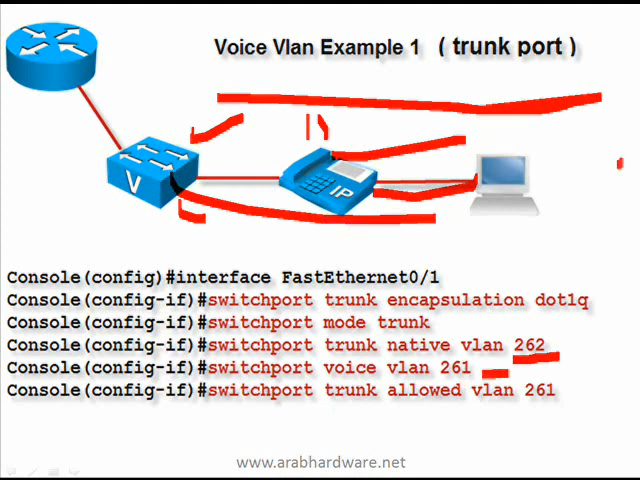 Voice Vlan Example 1 ( trunk port )
V
IP
Console(config)#interface FastEthernet0/1
Console(config-if)#switchport trunk encapsulation dot1q
Console(config-if)#switchport mode trunk
Console(config-if)#switchport trunk native vlan 262
Console(config-if)#switchport voice vlan 261
Console(config-if)#switchport trunk allowed vlan 261
www.arabhardware.net